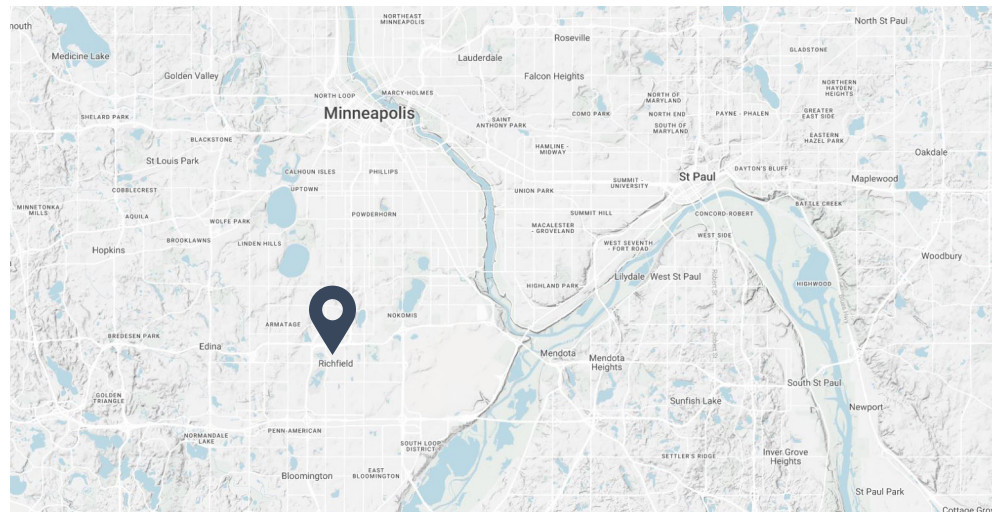 NORTHEAST
MINNEAPOLIS
North St Paul
mouth
Roseville
GLADSTONE
Medicine Lake
Lauderdale
Golden Valley
Falcon Heights
NORTHERN
HAYDEN
HEIGHTS
NORTH LOOP
MARCY-HOLMES
NORTH OF
MARYLAND
Minneapolis
SHELARD PARK
SAINT
ANTHONY PARK
COMO PARK
NORTH END
SOUTH OF
MARYLAND
PAYNE - PHALEN
GREATER
EAST SIDE
BLACKSTONE
EASTERN
HAZEL PARK
HAMLINE -
MIDWAY
Oakdale
St Louis Park
CALHOUN ISLES
PHILLIPS
DAYTON'S BLUFF
St Paul
Maplewood
UPTOWN
COBBLECREST
UNION PARK
SUMMIT -
UNIVERSITY
MINNETONKA
MILLS
AQUILA
WOLFE PARK
POWDERHORN
SUMMIT HILL
CONCORD-ROBERT
BATTLE CREEK
MACALESTER
- GROVELAND
BROOKLAWNS
LINDEN HILLS
WEST SEVENTH
- FORT ROAD
WEST SIDE
Hopkins
Woodbury
Lilydale
West St Paul
HIGHLAND PARK
HIGHWOOD
NOKOMIS
ARMATAGE
BREDESEN PARK
Edina
Richfield
Mendota
Mendota
Heights
South St Paul
GOLDEN
TRIANGLE
Sunfish Lake
Newport
NORMANDALE
LAKE
PENN-AMERICAN
SOUTH LOOP
DISTRICT
SETTLER'S RIDGE
Inver Grove
Heights
Bloomington
EAST
BLOOMINGTON
St Paul Park
Cottage Gro